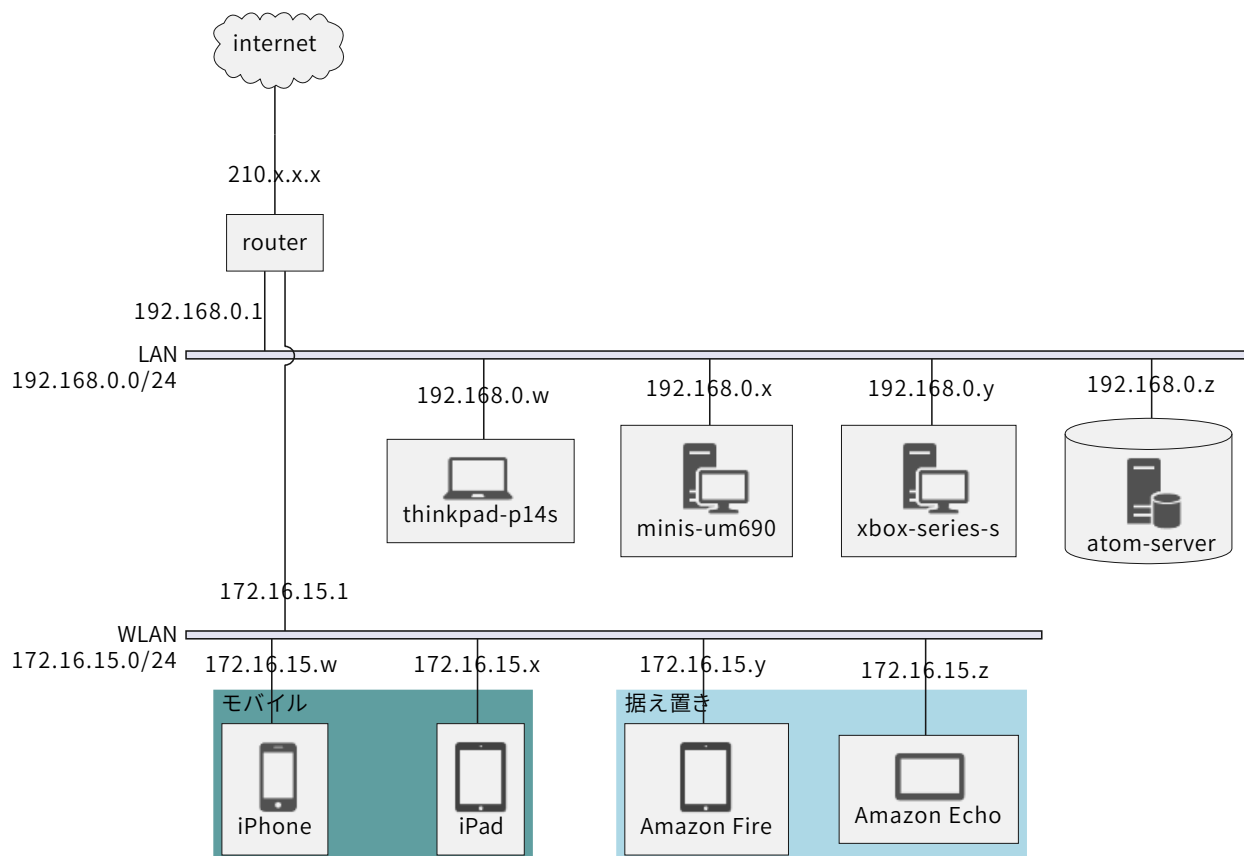 internet
210.x.x.x
router
192.168.0.1
LAN
192.168.0.0/24
192.168.0.w
192.168.0.x
192.168.0.y
192.168.0.z
thinkpad-p14s
minis-um690
xbox-series-s
atom-server
172.16.15.1
WLAN
172.16.15.0/24
172.16.15.w
172.16.15.x
172.16.15.y
172.16.15.z
モバイル
据え置き
iPhone
iPad
Amazon Fire
Amazon Echo